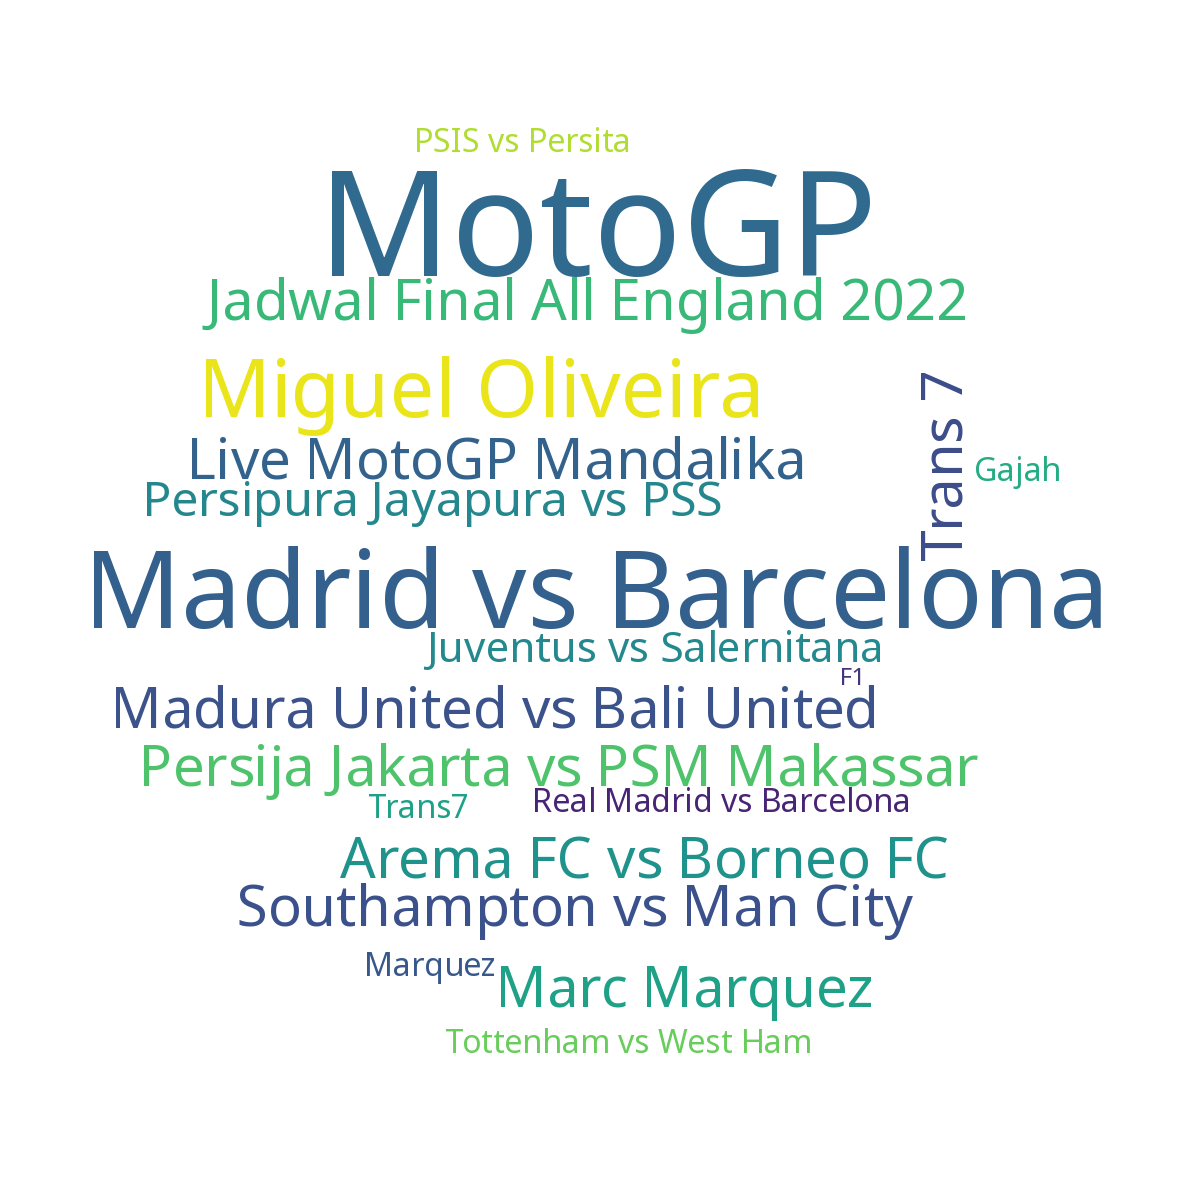 PSIS vs Persita
MotoGP
Jadwal Final All England 2022
Miguel Oliveira
Trans 7
Live MotoGP Mandalika
Gajah
Persipura Jayapura vs PSS
Madrid vs Barcelona
Juventus vs Salernitana
F1
Madura United vs Bali United
Persija Jakarta vs PSM Makassar
Trans7
Real Madrid vs Barcelona
Arema FC vs Borneo FC
Southampton vs Man City
Marquez
Marc Marquez
Tottenham vs West Ham